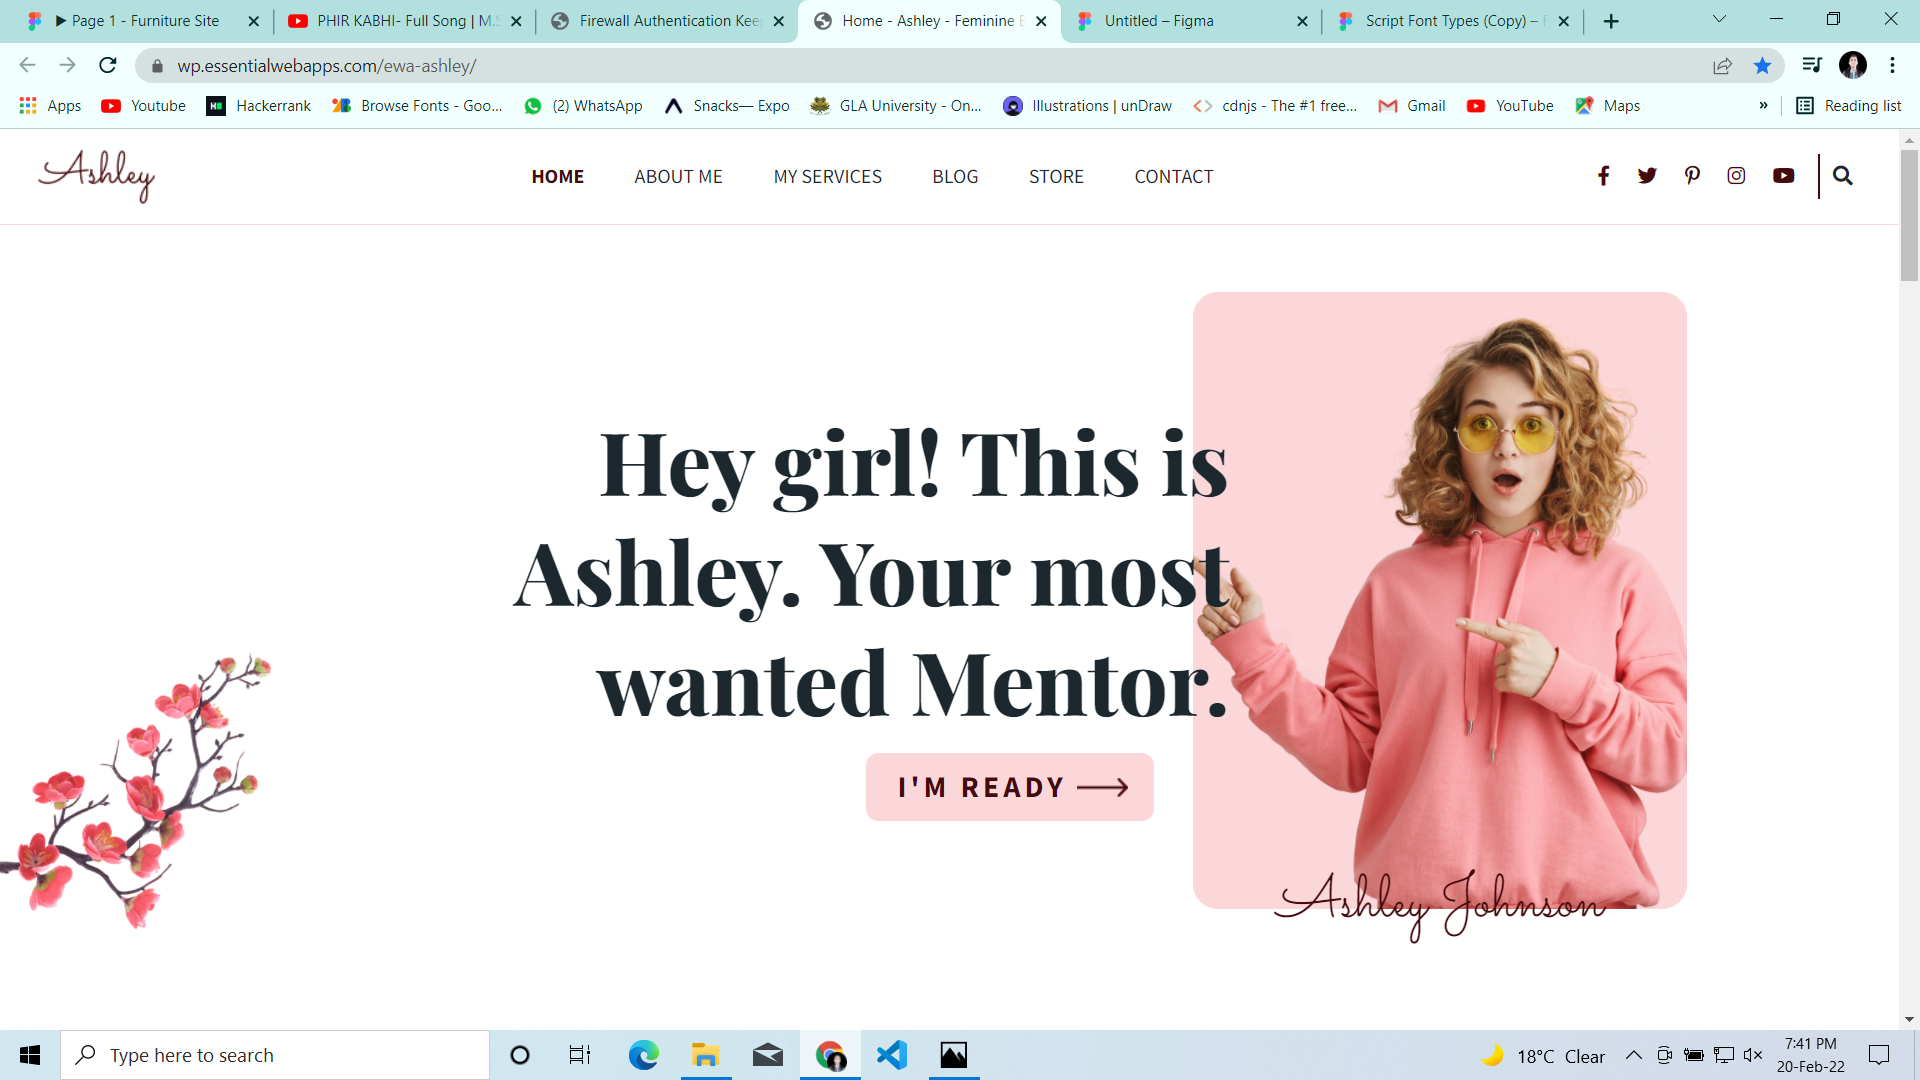 Page 1 - Furniture Site
PHIR KABHI- Full Song | M.S
Firewall Authentication Keep
Home - Ashley - Feminine
Untitled – Figma
Script Font Types (Copy) –
wp.essentialwebapps.com/ewa-ashley/
Apps
Youtube
Hackerrank
Browse Fonts - Goo...
(2) WhatsApp
Snacks— Expo
GLA University - On...
Illustrations | unDraw
cdnjs - The #1 free...
Gmail
YouTube
Maps
»
Reading list
Ashley
HOME
ABOUT ME
MY SERVICES
BLOG
STORE
CONTACT
Hey girl! This is
Ashley. Your most
wanted Mentor.
I'M READY
Ashley Johnson
Type here to search
18°C Clear
7:41 PM
20-Feb-22